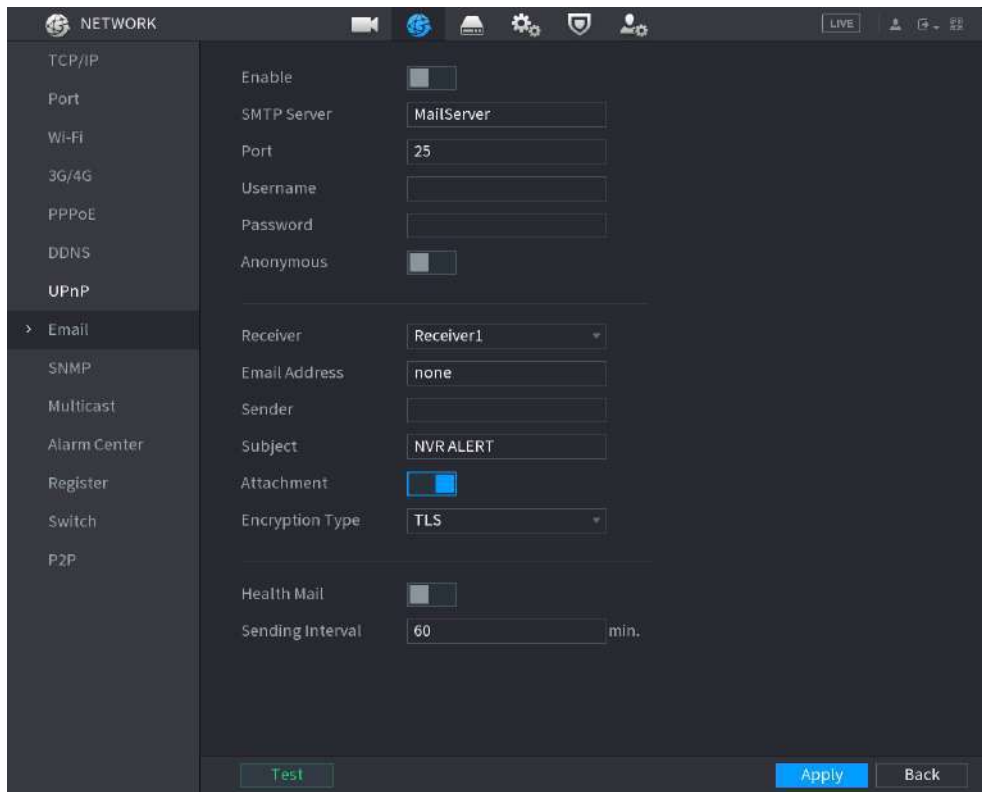 NETWORK
LIVE
TCP/IP
Port
Wi-Fi
3G/4G
PPPoE
DDNS
UPnP
Email
SNMP
Multicast
Alarm Center
Register
Switch
P2P
Enable
SMTP Server MailServer
Port 25
Username
Password
Anonymous
Receiver Receiver1
Email Address none
Sender
Subject NVR ALERT
Attachment
Encryption Type TLS
Health Mail
Sending Interval 60 min.
Test Apply Back